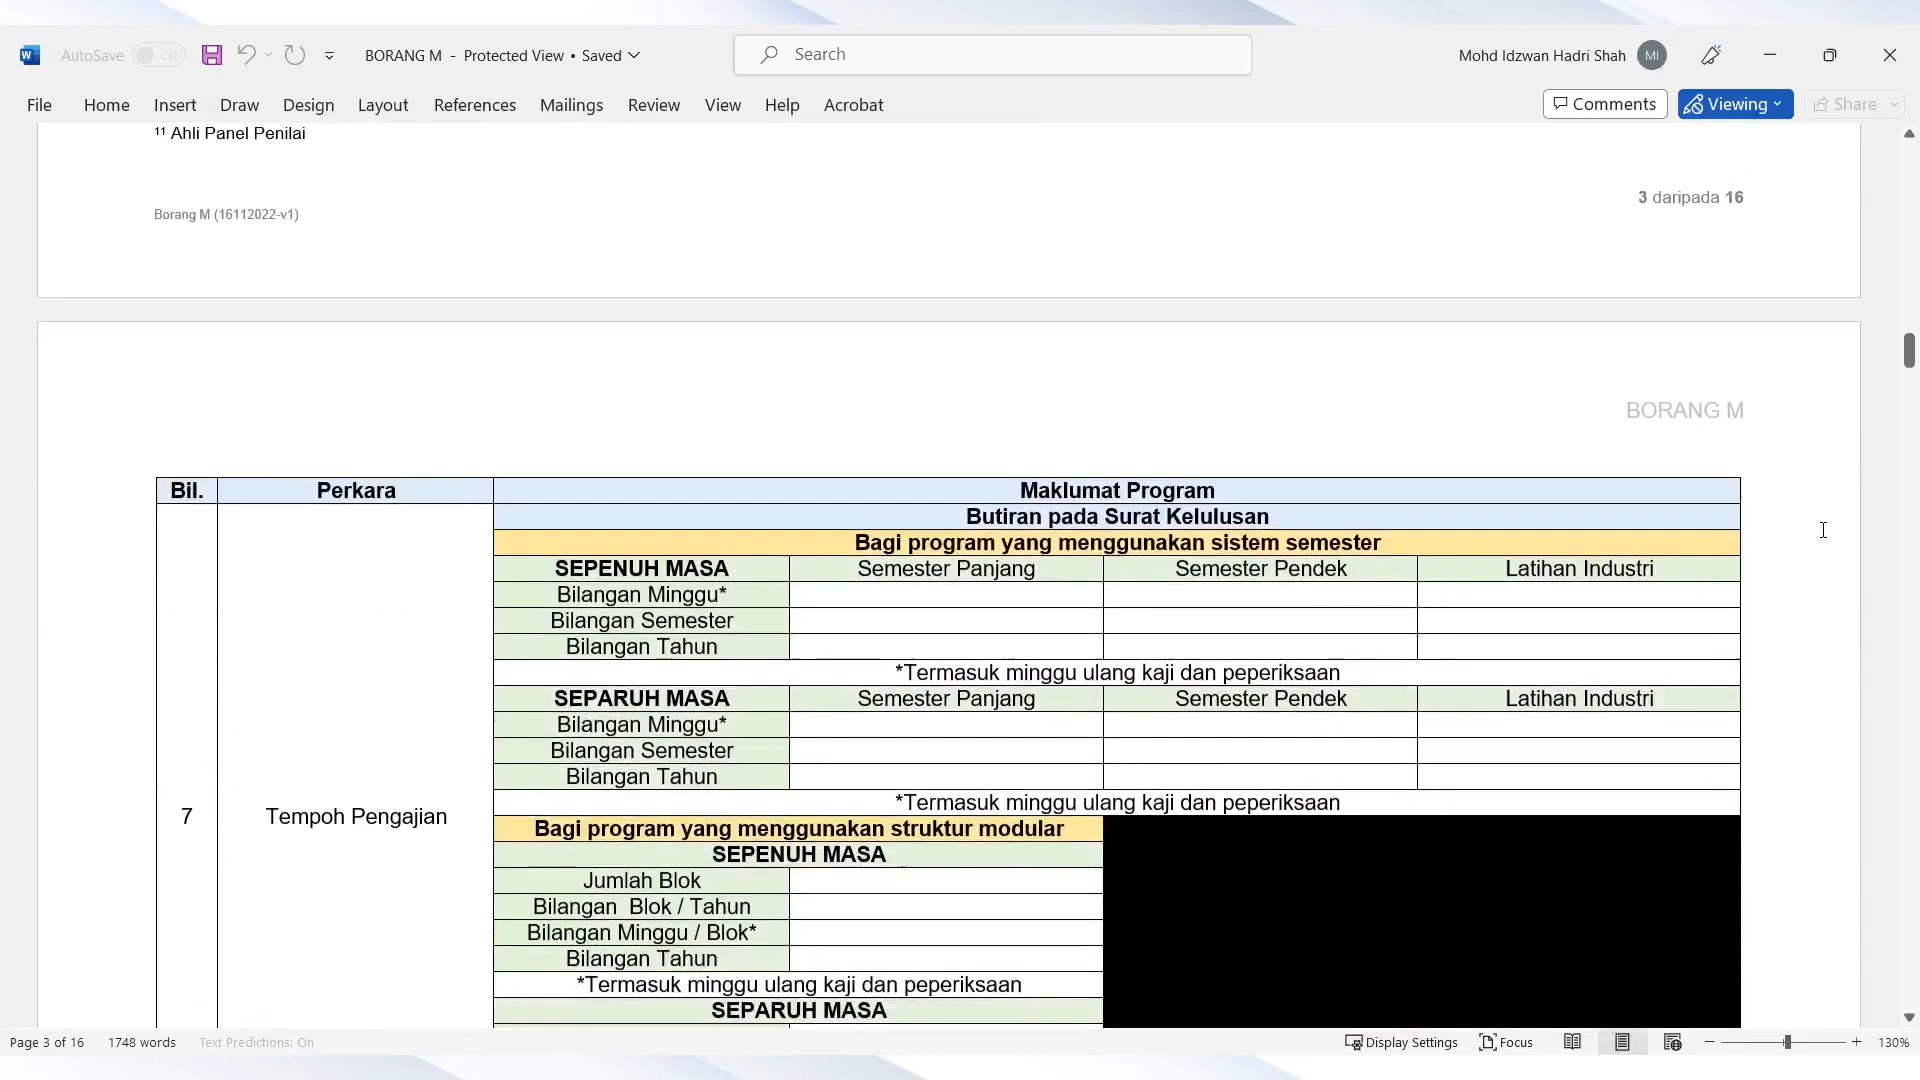 AutoSave Off BORANG M - Protected View • Saved Search Mohd Idzwan Hadri Shah MI
File Home Insert Draw Design Layout References Mailings Review View Help Acrobat Comments Viewing Share
¹¹ Ahli Panel Penilai
3 daripada 16
Borang M (16112022-v1)
BORANG M
Bil. Perkara Maklumat Program
Butiran pada Surat Kelulusan
Bagi program yang menggunakan sistem semester
SEPENUH MASA Semester Panjang Semester Pendek Latihan Industri
Bilangan Minggu*
Bilangan Semester
Bilangan Tahun
*Termasuk minggu ulang kaji dan peperiksaan
SEPARUH MASA Semester Panjang Semester Pendek Latihan Industri
Bilangan Minggu*
Bilangan Semester
Bilangan Tahun
*Termasuk minggu ulang kaji dan peperiksaan
7 Tempoh Pengajian
Bagi program yang menggunakan struktur modular
SEPENUH MASA
Jumlah Blok
Bilangan Blok / Tahun
Bilangan Minggu / Blok*
Bilangan Tahun
*Termasuk minggu ulang kaji dan peperiksaan
SEPARUH MASA
Page 3 of 16 1748 words Text Predictions: On Display Settings Focus 130%